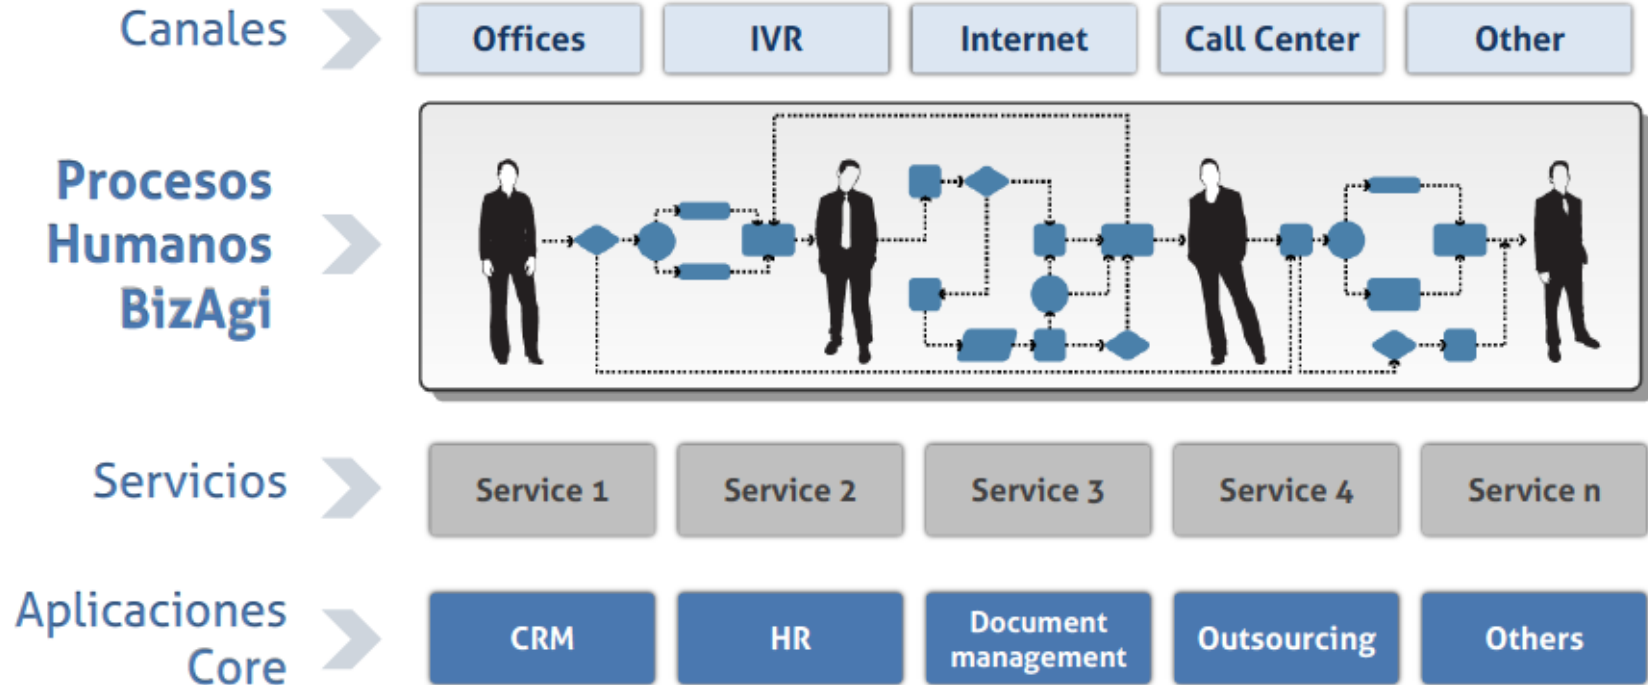 Canales
Offices
IVR
Internet
Call Center
Other
Procesos
Humanos
BizAgi
Servicios
Service 1
Service 2
Service 3
Service 4
Service n
Aplicaciones
Core
CRM
HR
Document
management
Outsourcing
Others